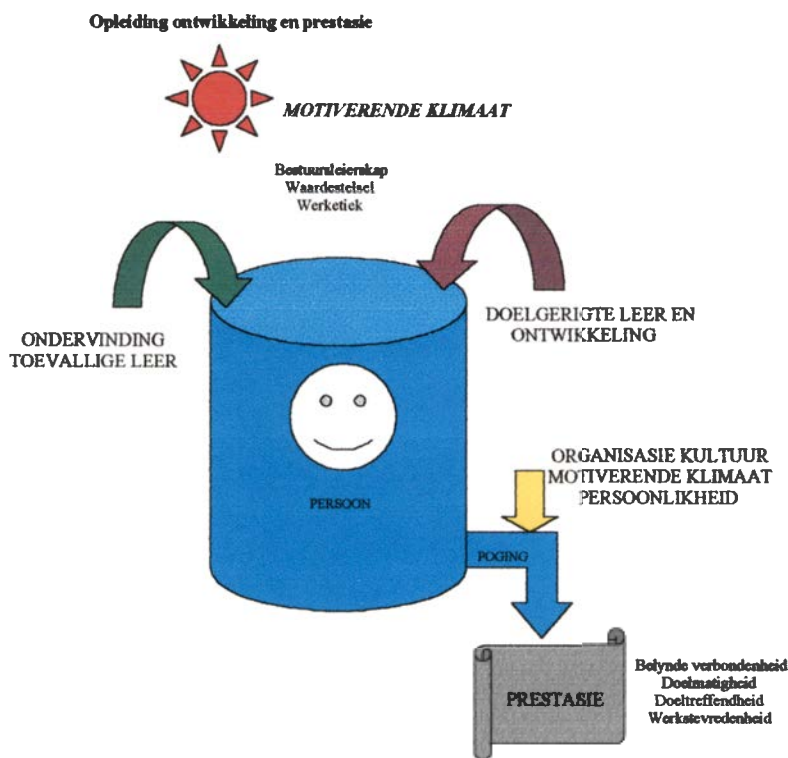 Opleiding ontwikkeling en prestasie
MOTIVERENDE KLIMAAT
Bestuursleierskap
Waardestelsel
Werketiek
ONDERVINDING
TOEVALLIGE LEER
DOELGERIGTE LEER EN
ONTWIKKELING
PERSOON
ORGANISASIE KULTUUR
MOTIVERENDE KLIMAAT
PERSOONLIKHEID
POGING
PRESTASIE
Belynde verbondenheid
Doelmatigheid
Doeltreffendheid
Werkstevredenheid